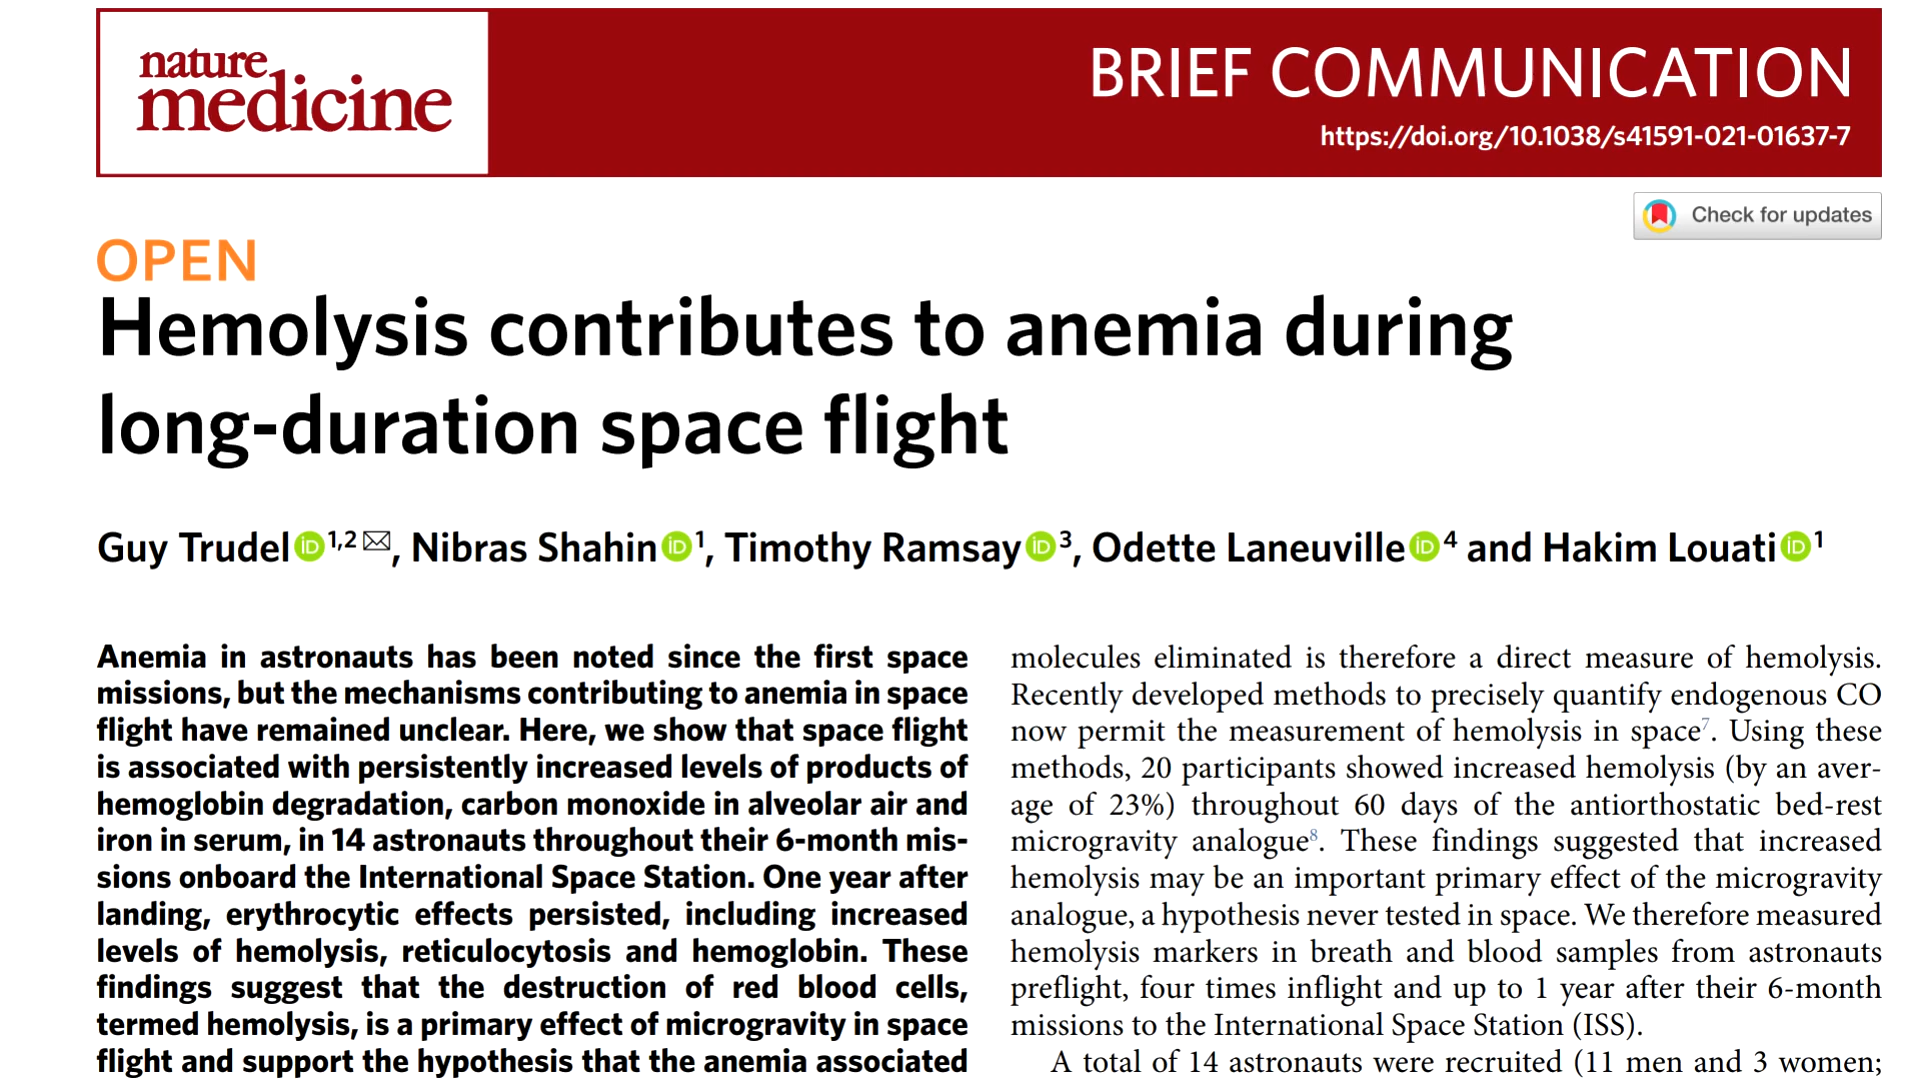 nature
medicine
BRIEF COMMUNICATION
https://doi.org/10.1038/s41591-021-01637-7
Check for updates
OPEN
Hemolysis contributes to anemia during
long-duration space flight
Guy Trudel iD 1,2 ✉, Nibras Shahin iD 1, Timothy Ramsay iD 3, Odette Laneuville iD 4 and Hakim Louati iD 1
Anemia in astronauts has been noted since the first space
missions, but the mechanisms contributing to anemia in space
flight have remained unclear. Here, we show that space flight
is associated with persistently increased levels of products of
hemoglobin degradation, carbon monoxide in alveolar air and
iron in serum, in 14 astronauts throughout their 6-month mis-
sions onboard the International Space Station. One year after
landing, erythrocytic effects persisted, including increased
levels of hemolysis, reticulocytosis and hemoglobin. These
findings suggest that the destruction of red blood cells,
termed hemolysis, is a primary effect of microgravity in space
flight and support the hypothesis that the anemia associated
molecules eliminated is therefore a direct measure of hemolysis.
Recently developed methods to precisely quantify endogenous CO
now permit the measurement of hemolysis in space7. Using these
methods, 20 participants showed increased hemolysis (by an aver-
age of 23%) throughout 60 days of the antiorthostatic bed-rest
microgravity analogue8. These findings suggested that increased
hemolysis may be an important primary effect of the microgravity
analogue, a hypothesis never tested in space. We therefore measured
hemolysis markers in breath and blood samples from astronauts
preflight, four times inflight and up to 1 year after their 6-month
missions to the International Space Station (ISS).
A total of 14 astronauts were recruited (11 men and 3 women;